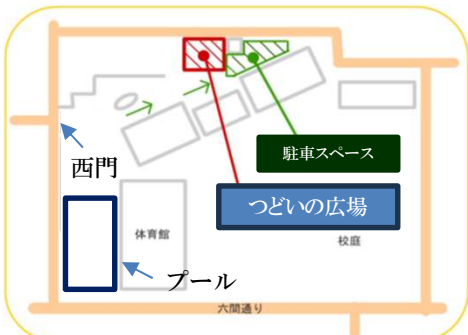 駐車スペース
西門
つどいの広場
体育館
校庭
プール
六間通り